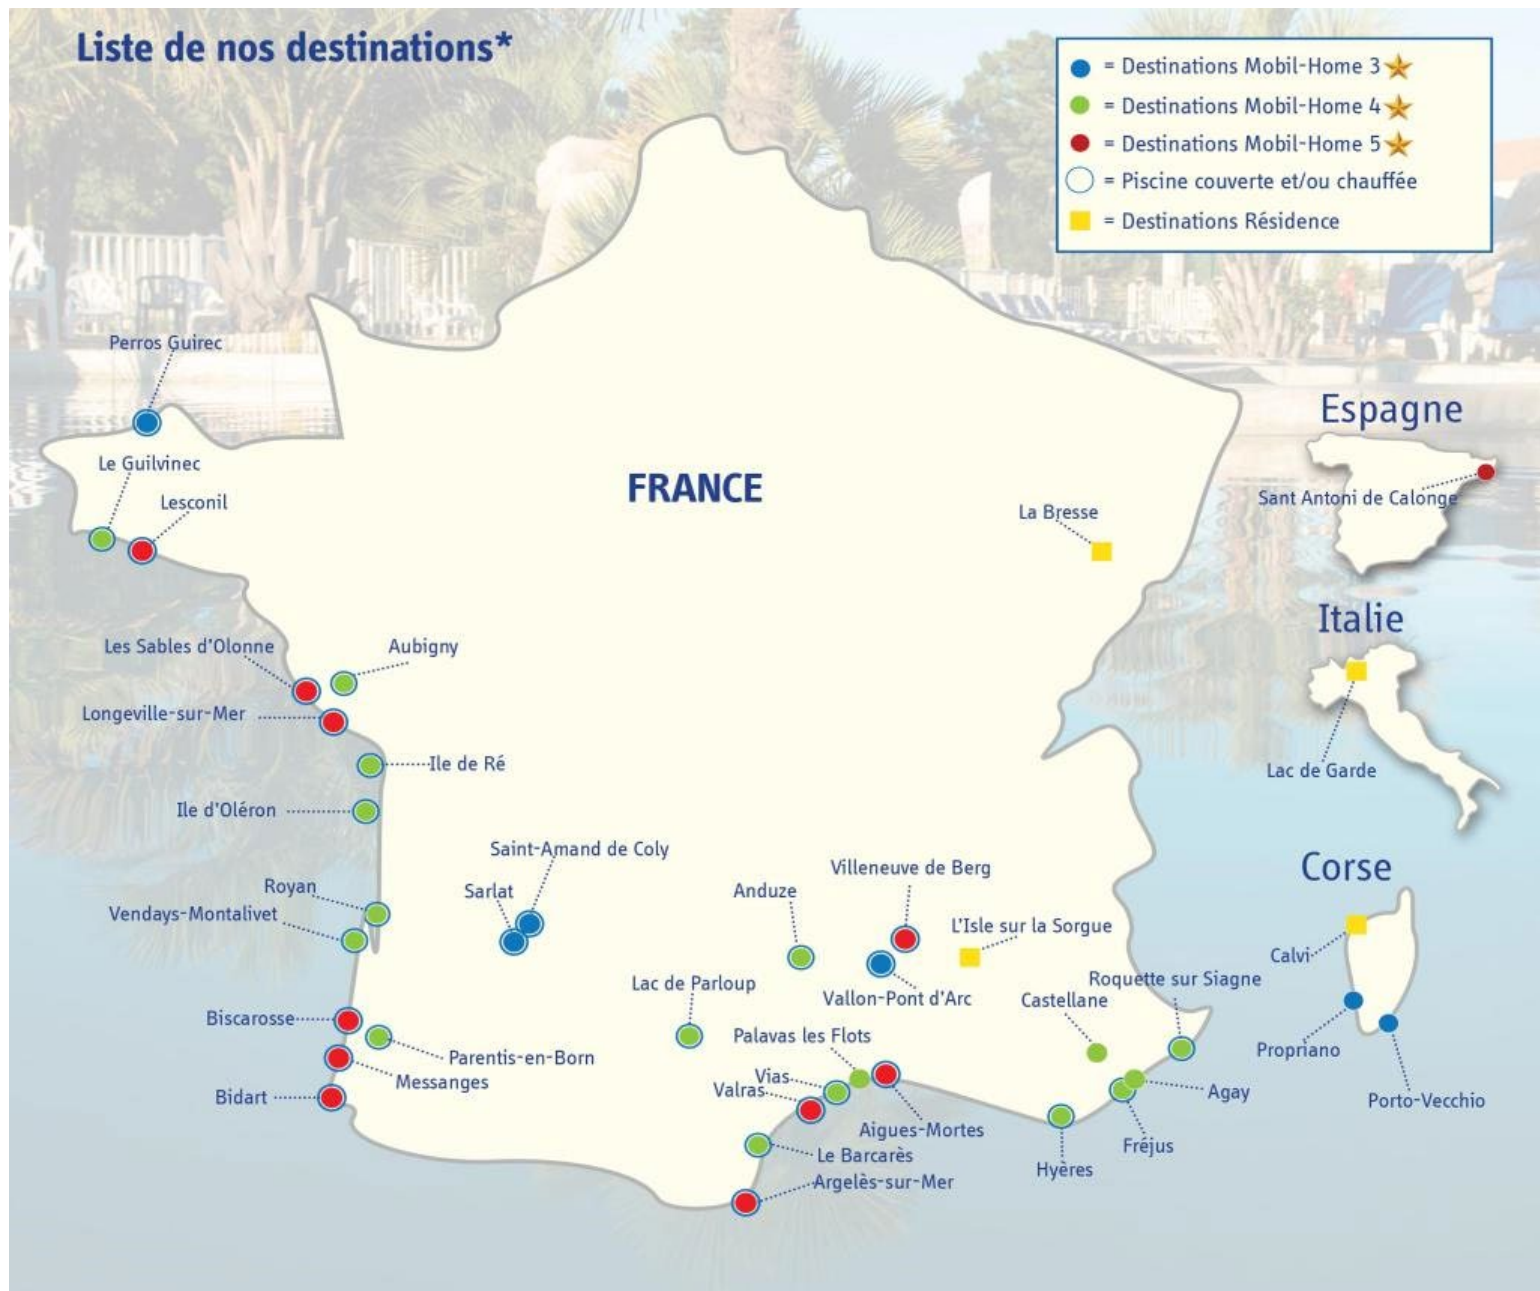 Liste de nos destinations*
= Destinations Mobil-Home 3
= Destinations Mobil-Home 4
= Destinations Mobil-Home 5
= Piscine couverte et/ou chauffée
= Destinations Résidence
Perros Guirec
Le Guilvinec
Lesconil
FRANCE
La Bresse
Espagne
Sant Antoni de Calonge
Italie
Lac de Garde
Les Sables d'Olonne
Aubigny
Longeville-sur-Mer
Ile de Ré
Ile d'Oléron
Saint-Amand de Coly
Sarlat
Royan
Vendays-Montalivet
Villeneuve de Berg
Anduze
L'Isle sur la Sorgue
Corse
Calvi
Lac de Parloup
Vallon-Pont d'Arc
Castellane
Roquette sur Siagne
Biscarosse
Parentis-en-Born
Messanges
Bidart
Palavas les Flots
Vias
Valras
Aigues-Mortes
Le Barcarès
Argelès-sur-Mer
Hyères
Fréjus
Agay
Propriano
Porto-Vecchio